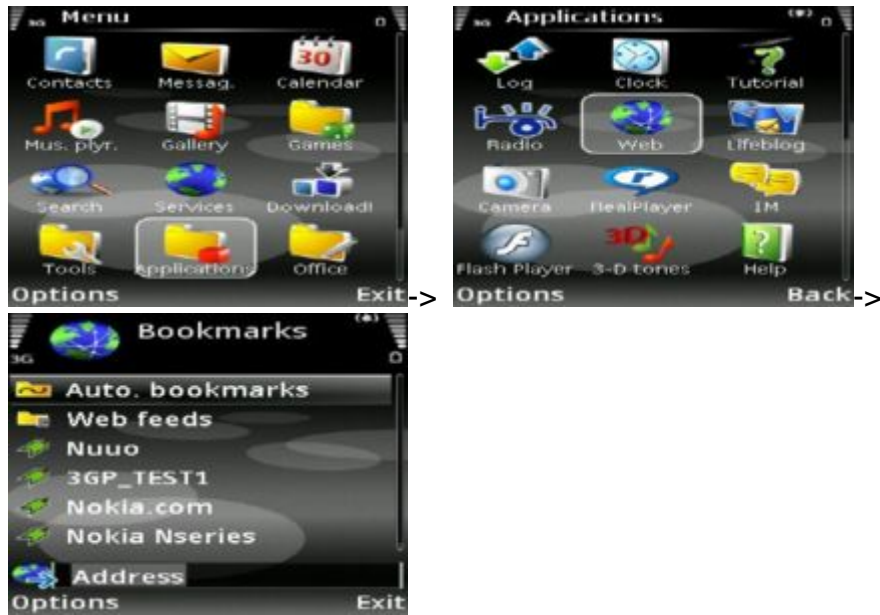 3G Menu
Contacts Messag. Calendar
Mus. plyr. Gallery Games
Search Services Download!
Tools Applications Office
Options Exit
->
3G Applications
Log Clock Tutorial
Radio Web Lifeblog
Camera RealPlayer IM
Flash Player 3-D tones Help
Options Back
->
Bookmarks
3G
Auto. bookmarks
Web feeds
Nuuo
3GP_TEST1
Nokia.com
Nokia Nseries
Address
Options Exit